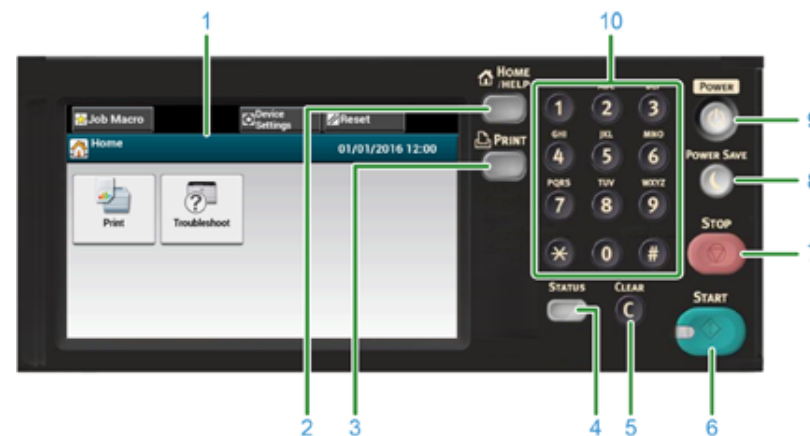 1
10
HOME
/HELP
POWER
Job Macro
Device
Settings
Reset
1 2 3
Home
01/01/2016 12:00
PRINT
GHI JKL MNO
4 5 6
POWER SAVE
PQRS TUV WXYZ
7 8 9
8
Print
Troubleshoot
STOP
* 0 #
STATUS
CLEAR
START
C
2 3 4 5 6